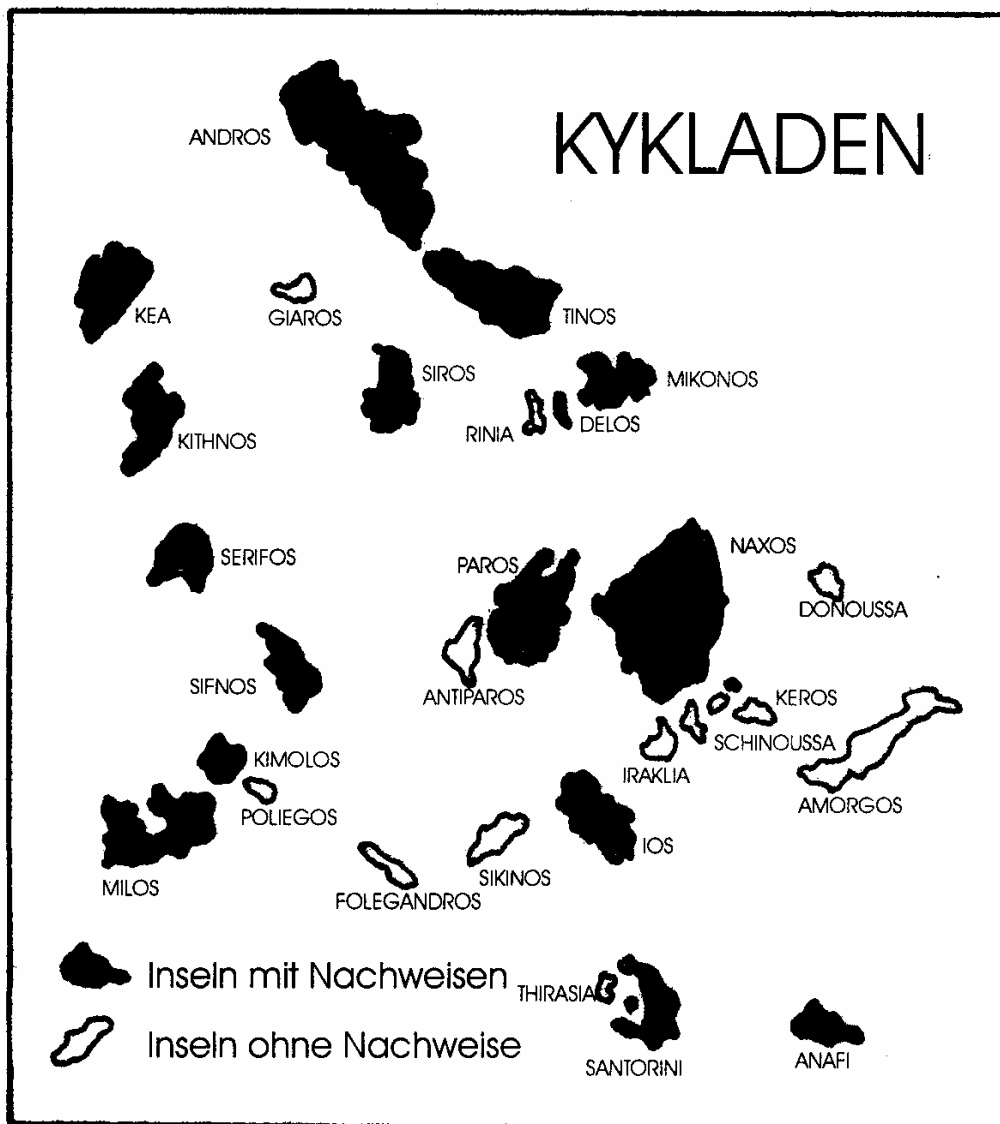 KYKLADEN
ANDROS
KEA
GIAROS
TINOS
SIROS
MIKONOS
KITHNOS
RINIA
DELOS
SERIFOS
PAROS
NAXOS
DONOUSSA
SIFNOS
ANTIPAROS
KEROS
SCHINOUSSA
KIMOLOS
IRAKLIA
POLIEGOS
AMORGOS
IOS
MILOS
SIKINOS
FOLEGANDROS
Inseln mit Nachweisen
THIRASIA
Inseln ohne Nachweise
SANTORINI
ANAFI